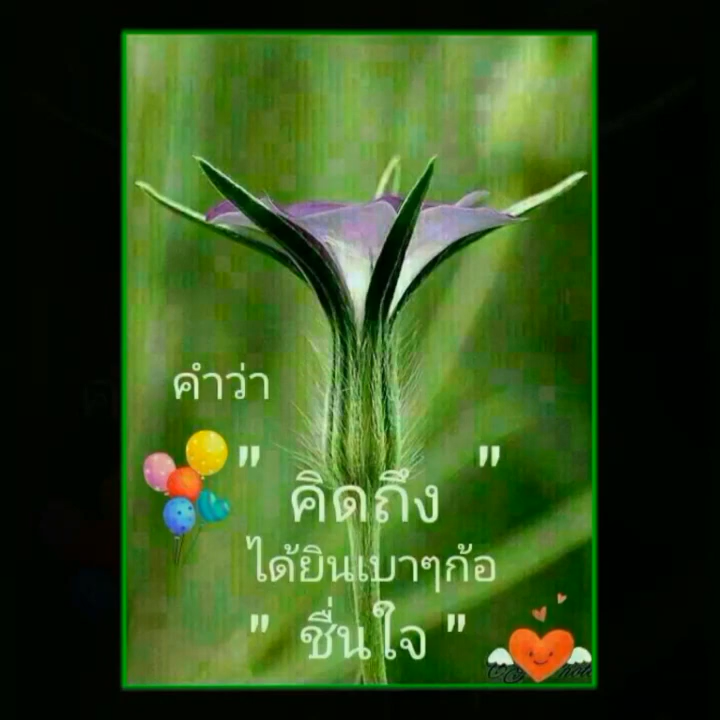 คำว่า
" คิดถึง "
ได้ยินเบาๆก้อ
" ชื่นใจ "